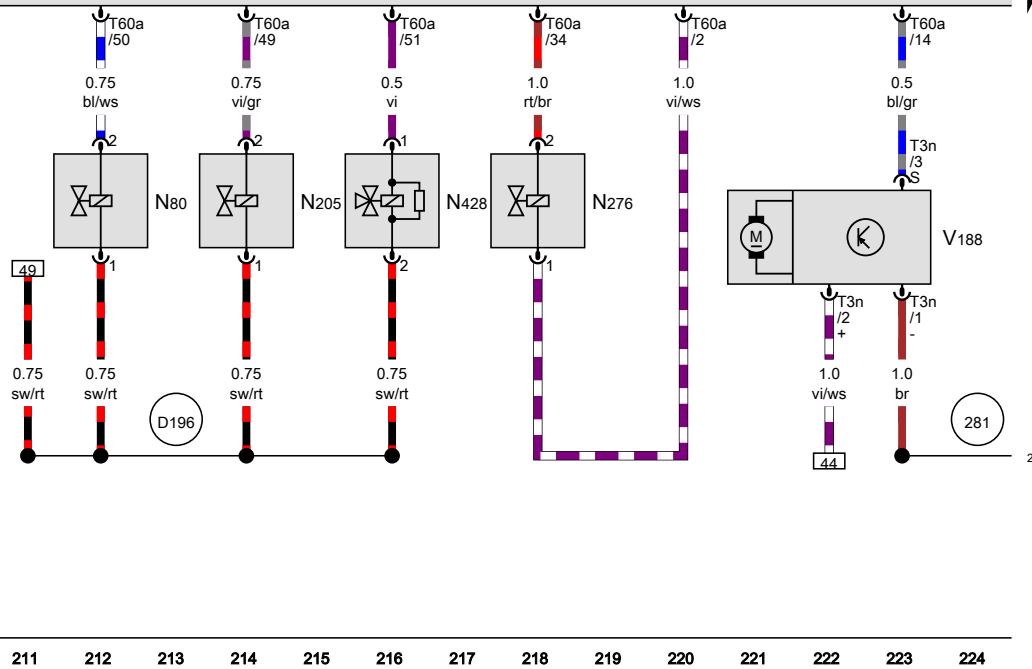 T60a
/50
T60a
/49
T60a
/51
T60a
/34
T60a
/2
T60a
/14
0.75
bl/ws
0.75
vi/gr
0.5
vi
1.0
rt/br
1.0
vi/ws
0.5
bl/gr
2
2
1
2
T3n
/3
S
N80
N205
N428
N276
M
V188
49
1
1
2
1
T3n
/2
+
T3n
/1
-
0.75
sw/rt
0.75
sw/rt
0.75
sw/rt
0.75
sw/rt
1.0
vi/ws
1.0
br
D196
281
44
2
211 212 213 214 215 216 217 218 219 220 221 222 223 224